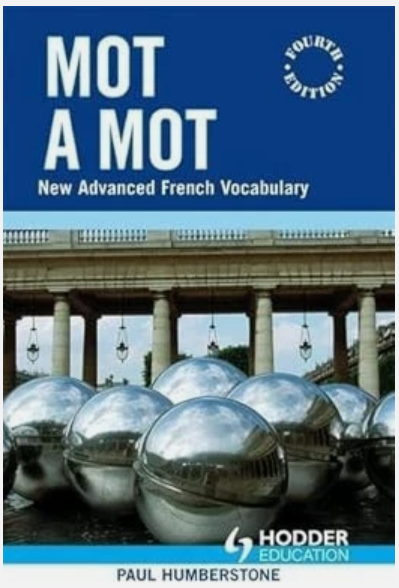 MOT
A MOT
FOURTH
EDITION
New Advanced French Vocabulary
HODDER
EDUCATION
PAUL HUMBERSTONE